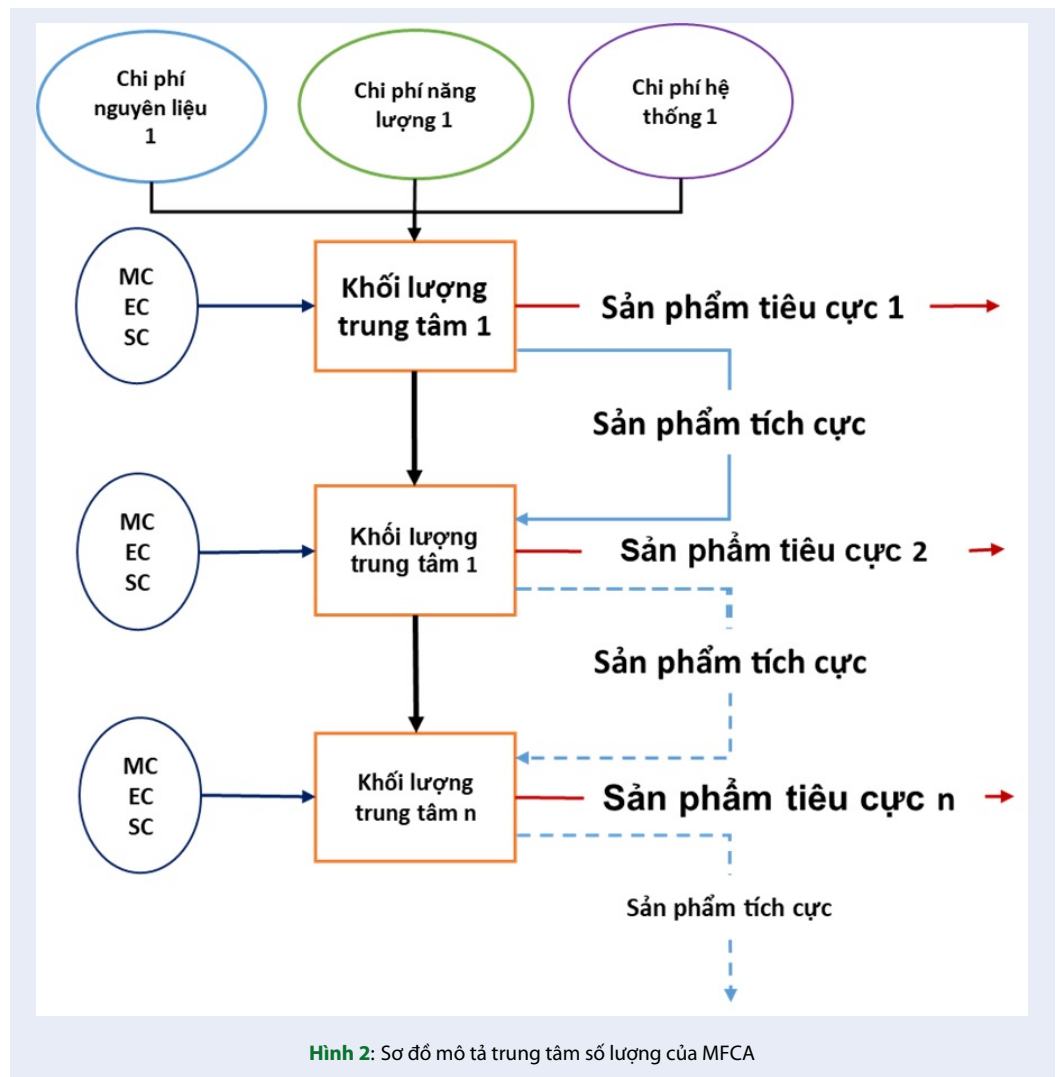 Chi phí
nguyên liệu
1
Chi phí năng
lượng 1
Chi phí hệ
thống 1
MC
EC
SC
Khối lượng
trung tâm 1
Sản phẩm tiêu cực 1
Sản phẩm tích cực
MC
EC
SC
Khối lượng
trung tâm 1
Sản phẩm tiêu cực 2
Sản phẩm tích cực
MC
EC
SC
Khối lượng
trung tâm n
Sản phẩm tiêu cực n
Sản phẩm tích cực
Hình 2: Sơ đồ mô tả trung tâm số lượng của MFCA